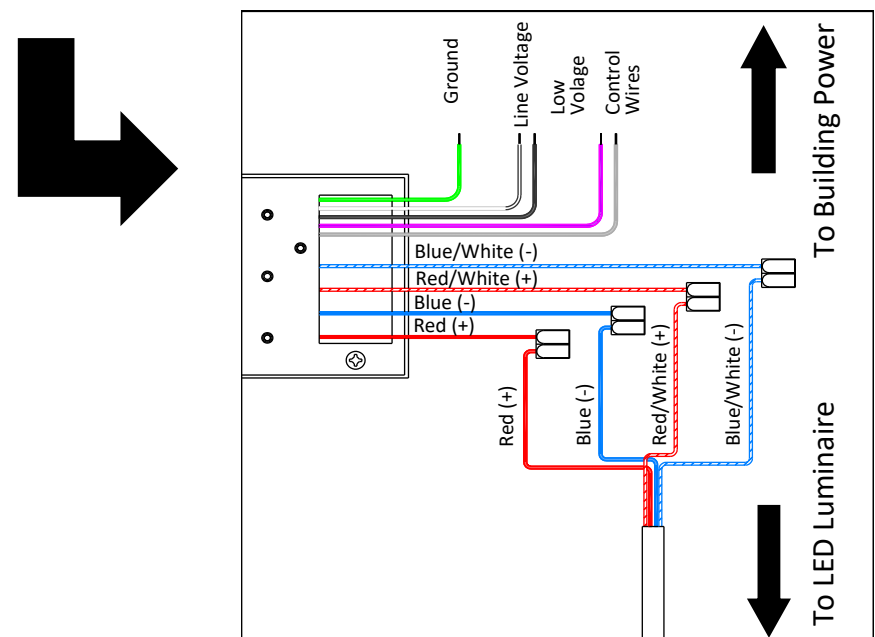 Ground
Line Voltage
Low
Volage
Control
Wires
To Building Power
Blue/White (-)
Red/White (+)
Blue (-)
Red (+)
Red (+)
Blue (-)
Red/White (+)
Blue/White (-)
To LED Luminaire